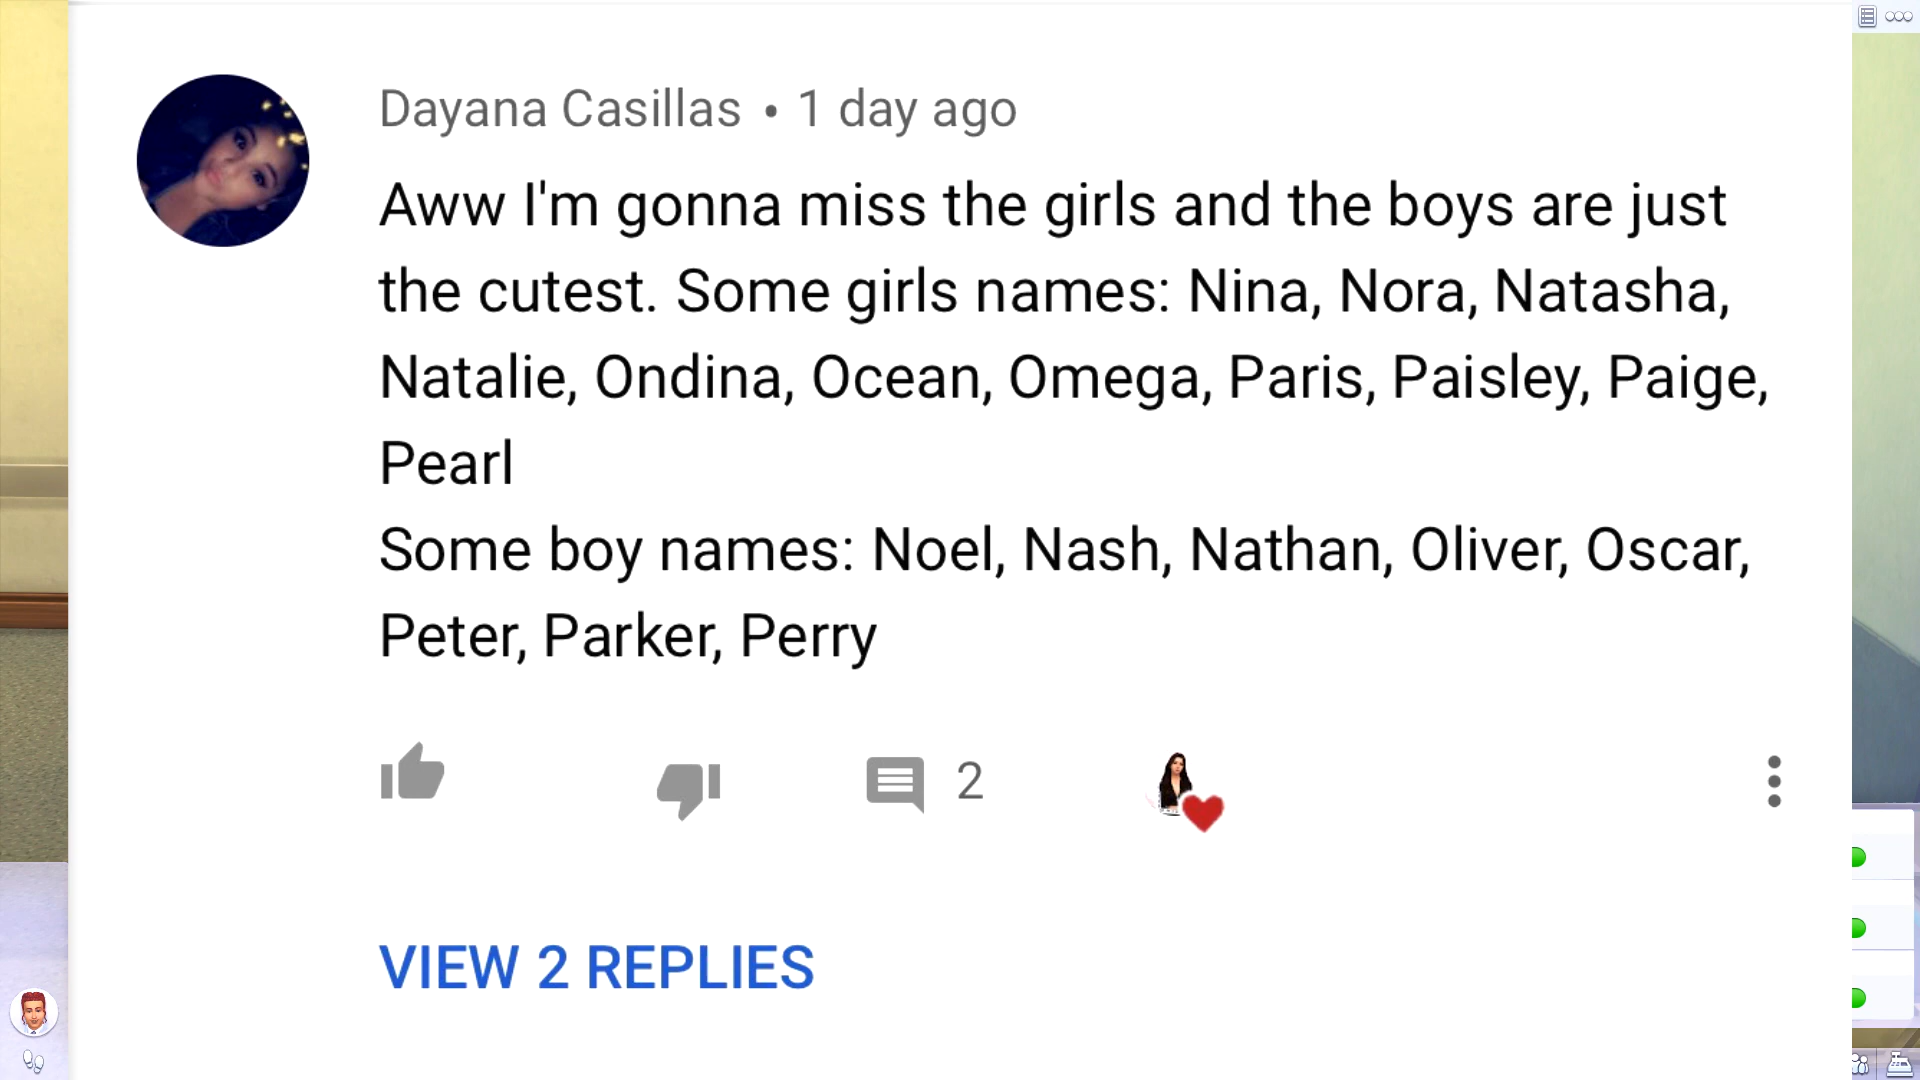 Dayana Casillas • 1 day ago
Aww I'm gonna miss the girls and the boys are just
the cutest. Some girls names: Nina, Nora, Natasha,
Natalie, Ondina, Ocean, Omega, Paris, Paisley, Paige,
Pearl
Some boy names: Noel, Nash, Nathan, Oliver, Oscar,
Peter, Parker, Perry
2
VIEW 2 REPLIES